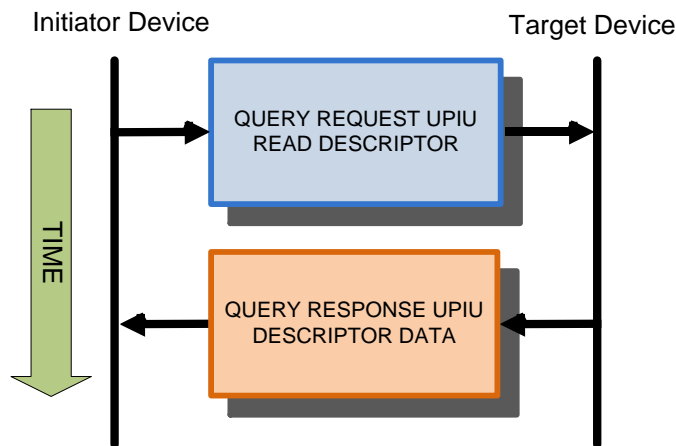 Initiator Device
Target Device
QUERY REQUEST UPIU
READ DESCRIPTOR
TIME
QUERY RESPONSE UPIU
DESCRIPTOR DATA